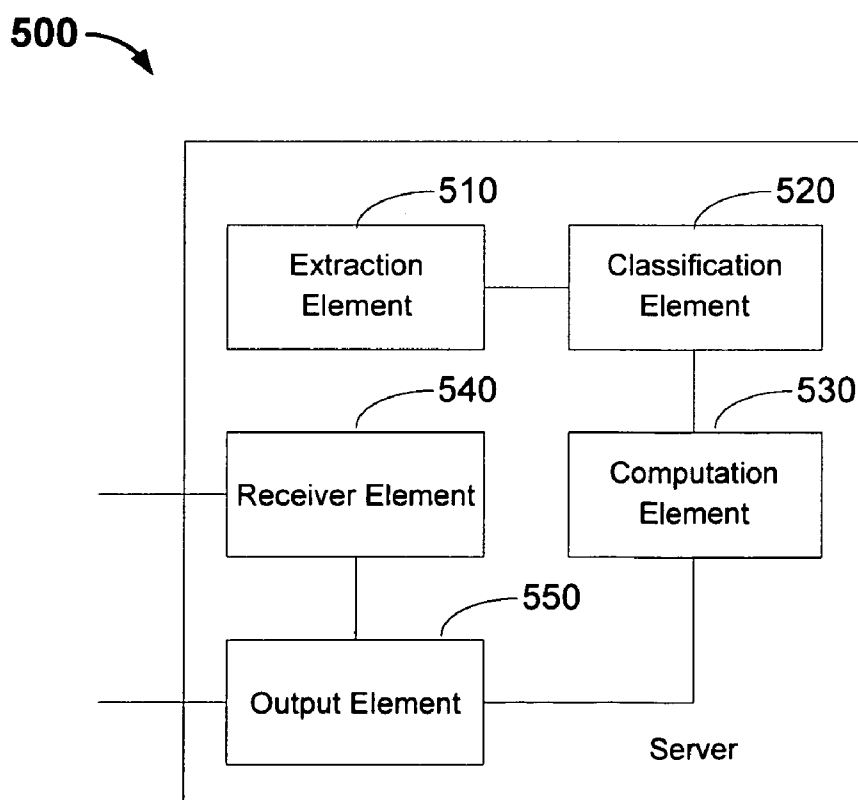 500
510
520
Extraction
Element
Classification
Element
540
530
Receiver Element
Computation
Element
550
Output Element
Server